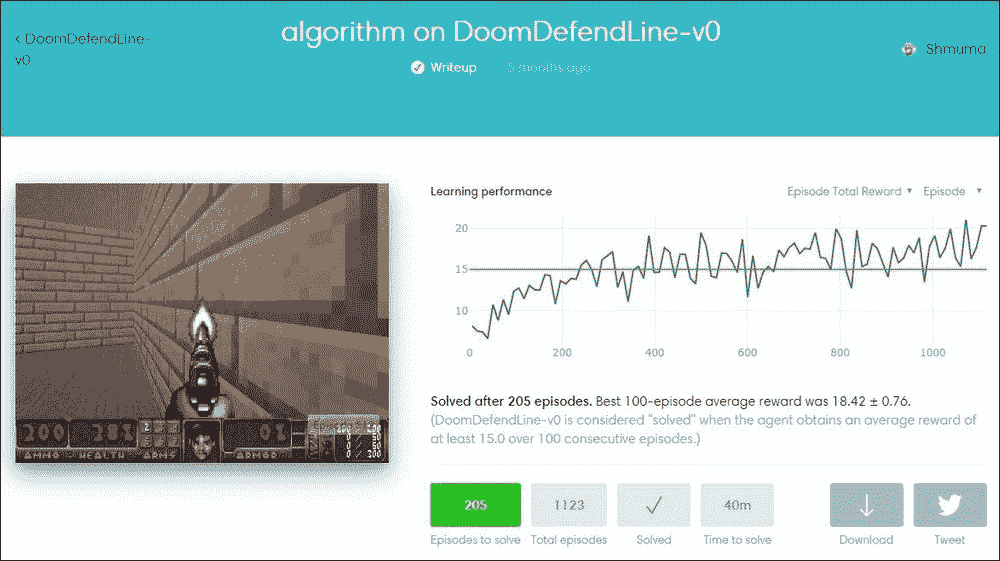 ‹ DoomDefendLine-
v0
algorithm on DoomDefendLine-v0
Writeup 5 months ago
Shmuma
Learning performance
Episode Total Reward ▾ Episode ▾
20
15
10
0 200 400 600 800 1000
Solved after 205 episodes. Best 100-episode average reward was 18.42 ± 0.76.
(DoomDefendLine-v0 is considered "solved" when the agent obtains an average reward of
at least 15.0 over 100 consecutive episodes.)
200 28% 0%
AMMO HEALTH ARMS ARMOR
205 1123 40m
Episodes to solve Total episodes Solved Time to solve Download Tweet